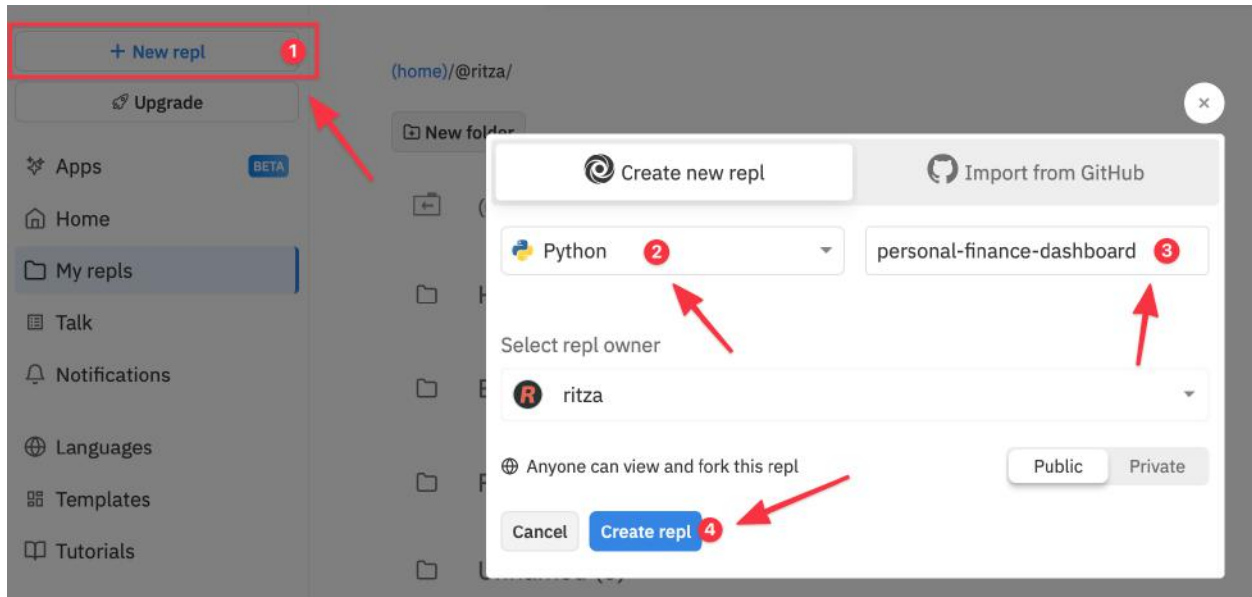 + New repl 1
Upgrade
Apps BETA
Home
My repls
Talk
Notifications
Languages
Templates
Tutorials
(home)/@ritza/
New folder
Create new repl
Import from GitHub
Python 2
personal-finance-dashboard 3
Select repl owner
R ritza
Anyone can view and fork this repl
Public Private
Cancel
Create repl 4